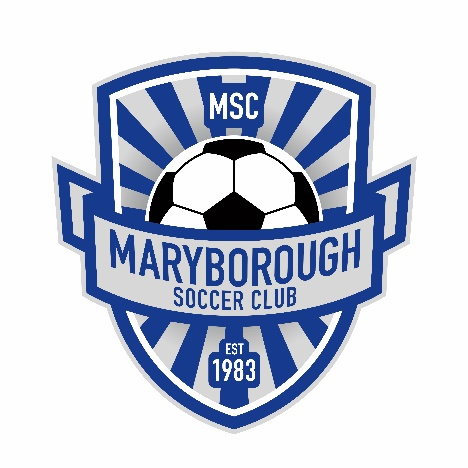 MSC
MARYBOROUGH
SOCCER CLUB
EST
1983